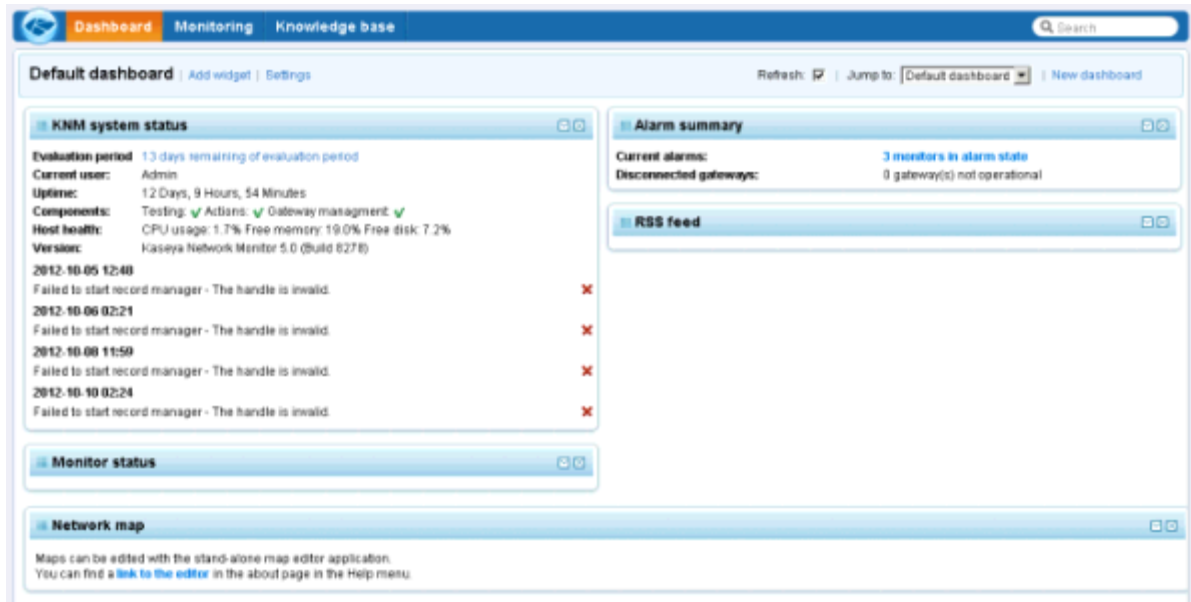 Dashboard Monitoring Knowledge base Search
Default dashboard | Add widget | Settings Refresh: | Jump to: Default dashboard | New dashboard
KNM system status
Evaluation period 13 days remaining of evaluation period
Current user: Admin
Uptime: 12 Days, 9 Hours, 54 Minutes
Components: Testing: Actions: Gateway managment:
Host health: CPU usage: 1.7% Free memory: 19.0% Free disk: 7.2%
Version: Kaseya Network Monitor 5.0 (Build 8278)
2012-10-05 12:48
Failed to start record manager - The handle is invalid.
2012-10-06 02:21
Failed to start record manager - The handle is invalid.
2012-10-08 11:59
Failed to start record manager - The handle is invalid.
2012-10-10 02:24
Failed to start record manager - The handle is invalid.
Monitor status
Alarm summary
Current alarms: 3 monitors in alarm state
Disconnected gateways: 0 gateway(s) not operational
RSS feed
Network map
Maps can be edited with the stand-alone map editor application.
You can find a link to the editor in the about page in the Help menu.